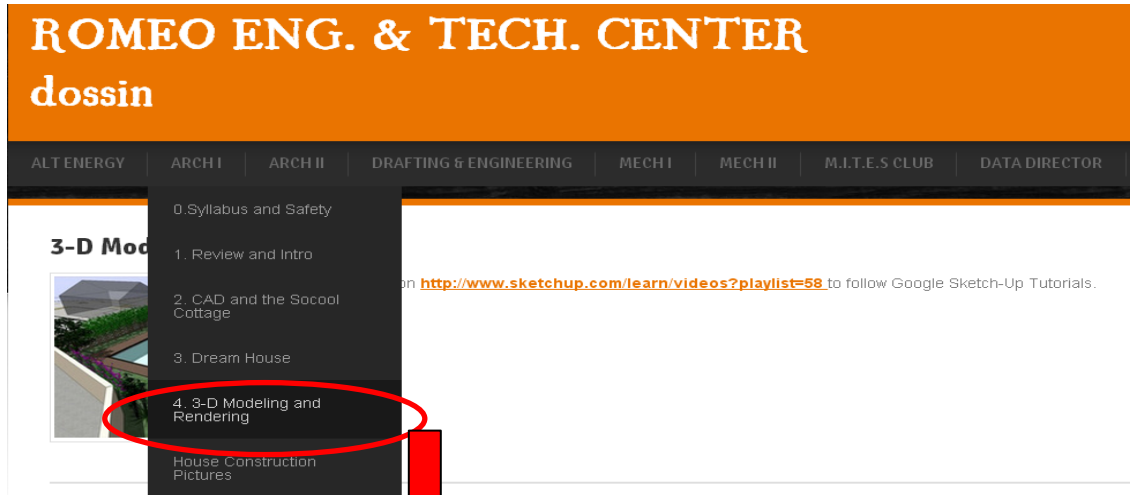 ROMEO ENG. & TECH. CENTER
dossin
ALT ENERGY ARCH I ARCH II DRAFTING & ENGINEERING MECH I MECH II M.I.T.E.S CLUB DATA DIRECTOR
0.Syllabus and Safety
3-D Mod
1. Review and Intro
on http://www.sketchup.com/learn/videos?playlist=58 to follow Google Sketch-Up Tutorials.
2. CAD and the Socool
Cottage
3. Dream House
4. 3-D Modeling and
Rendering
House Construction
Pictures